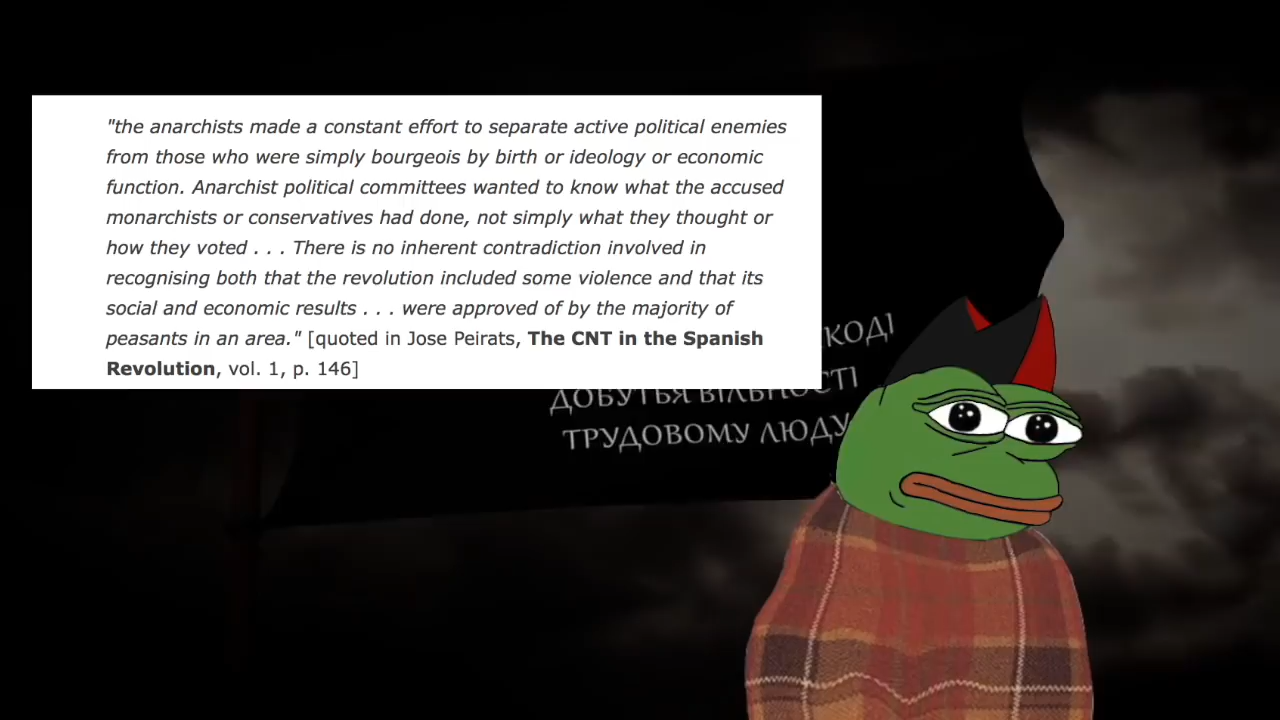 "the anarchists made a constant effort to separate active political enemies
from those who were simply bourgeois by birth or ideology or economic
function. Anarchist political committees wanted to know what the accused
monarchists or conservatives had done, not simply what they thought or
how they voted . . . There is no inherent contradiction involved in
recognising both that the revolution included some violence and that its
social and economic results . . . were approved of by the majority of
peasants in an area." [quoted in Jose Peirats, The CNT in the Spanish
Revolution, vol. 1, p. 146]
КОДІ
ДОБУТЬЯ ВІЛЬНОСТІ
ТРУДОВОМУ ЛЮДУ